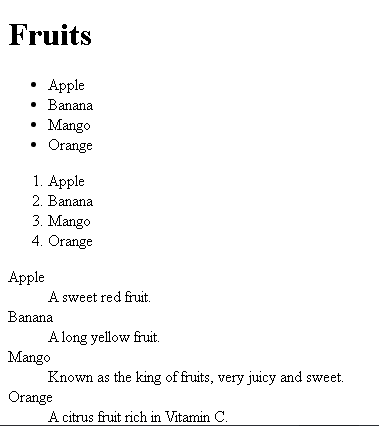 Fruits
• Apple
• Banana
• Mango
• Orange
1. Apple
2. Banana
3. Mango
4. Orange
Apple
A sweet red fruit.
Banana
A long yellow fruit.
Mango
Known as the king of fruits, very juicy and sweet.
Orange
A citrus fruit rich in Vitamin C.